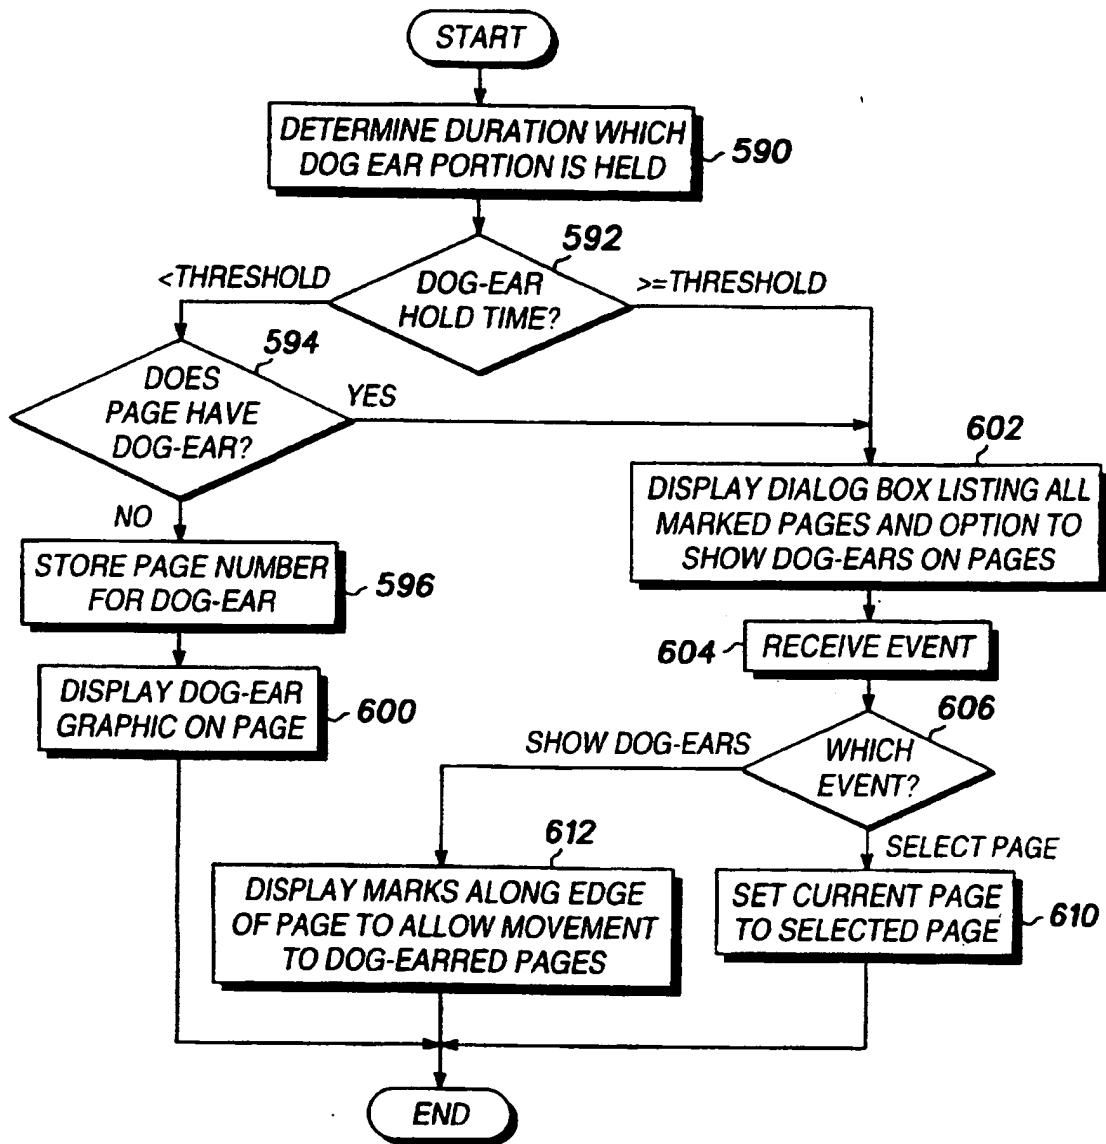 START
DETERMINE DURATION WHICH
DOG EAR PORTION IS HELD
590
592
<THRESHOLD
DOG-EAR
HOLD TIME?
>=THRESHOLD
594
DOES
PAGE HAVE
DOG-EAR?
YES
NO
602
DISPLAY DIALOG BOX LISTING ALL
MARKED PAGES AND OPTION TO
SHOW DOG-EARS ON PAGES
STORE PAGE NUMBER
FOR DOG-EAR
596
604
RECEIVE EVENT
DISPLAY DOG-EAR
GRAPHIC ON PAGE
600
606
SHOW DOG-EARS
WHICH
EVENT?
SELECT PAGE
612
DISPLAY MARKS ALONG EDGE
OF PAGE TO ALLOW MOVEMENT
TO DOG-EARRED PAGES
SET CURRENT PAGE
TO SELECTED PAGE
610
END